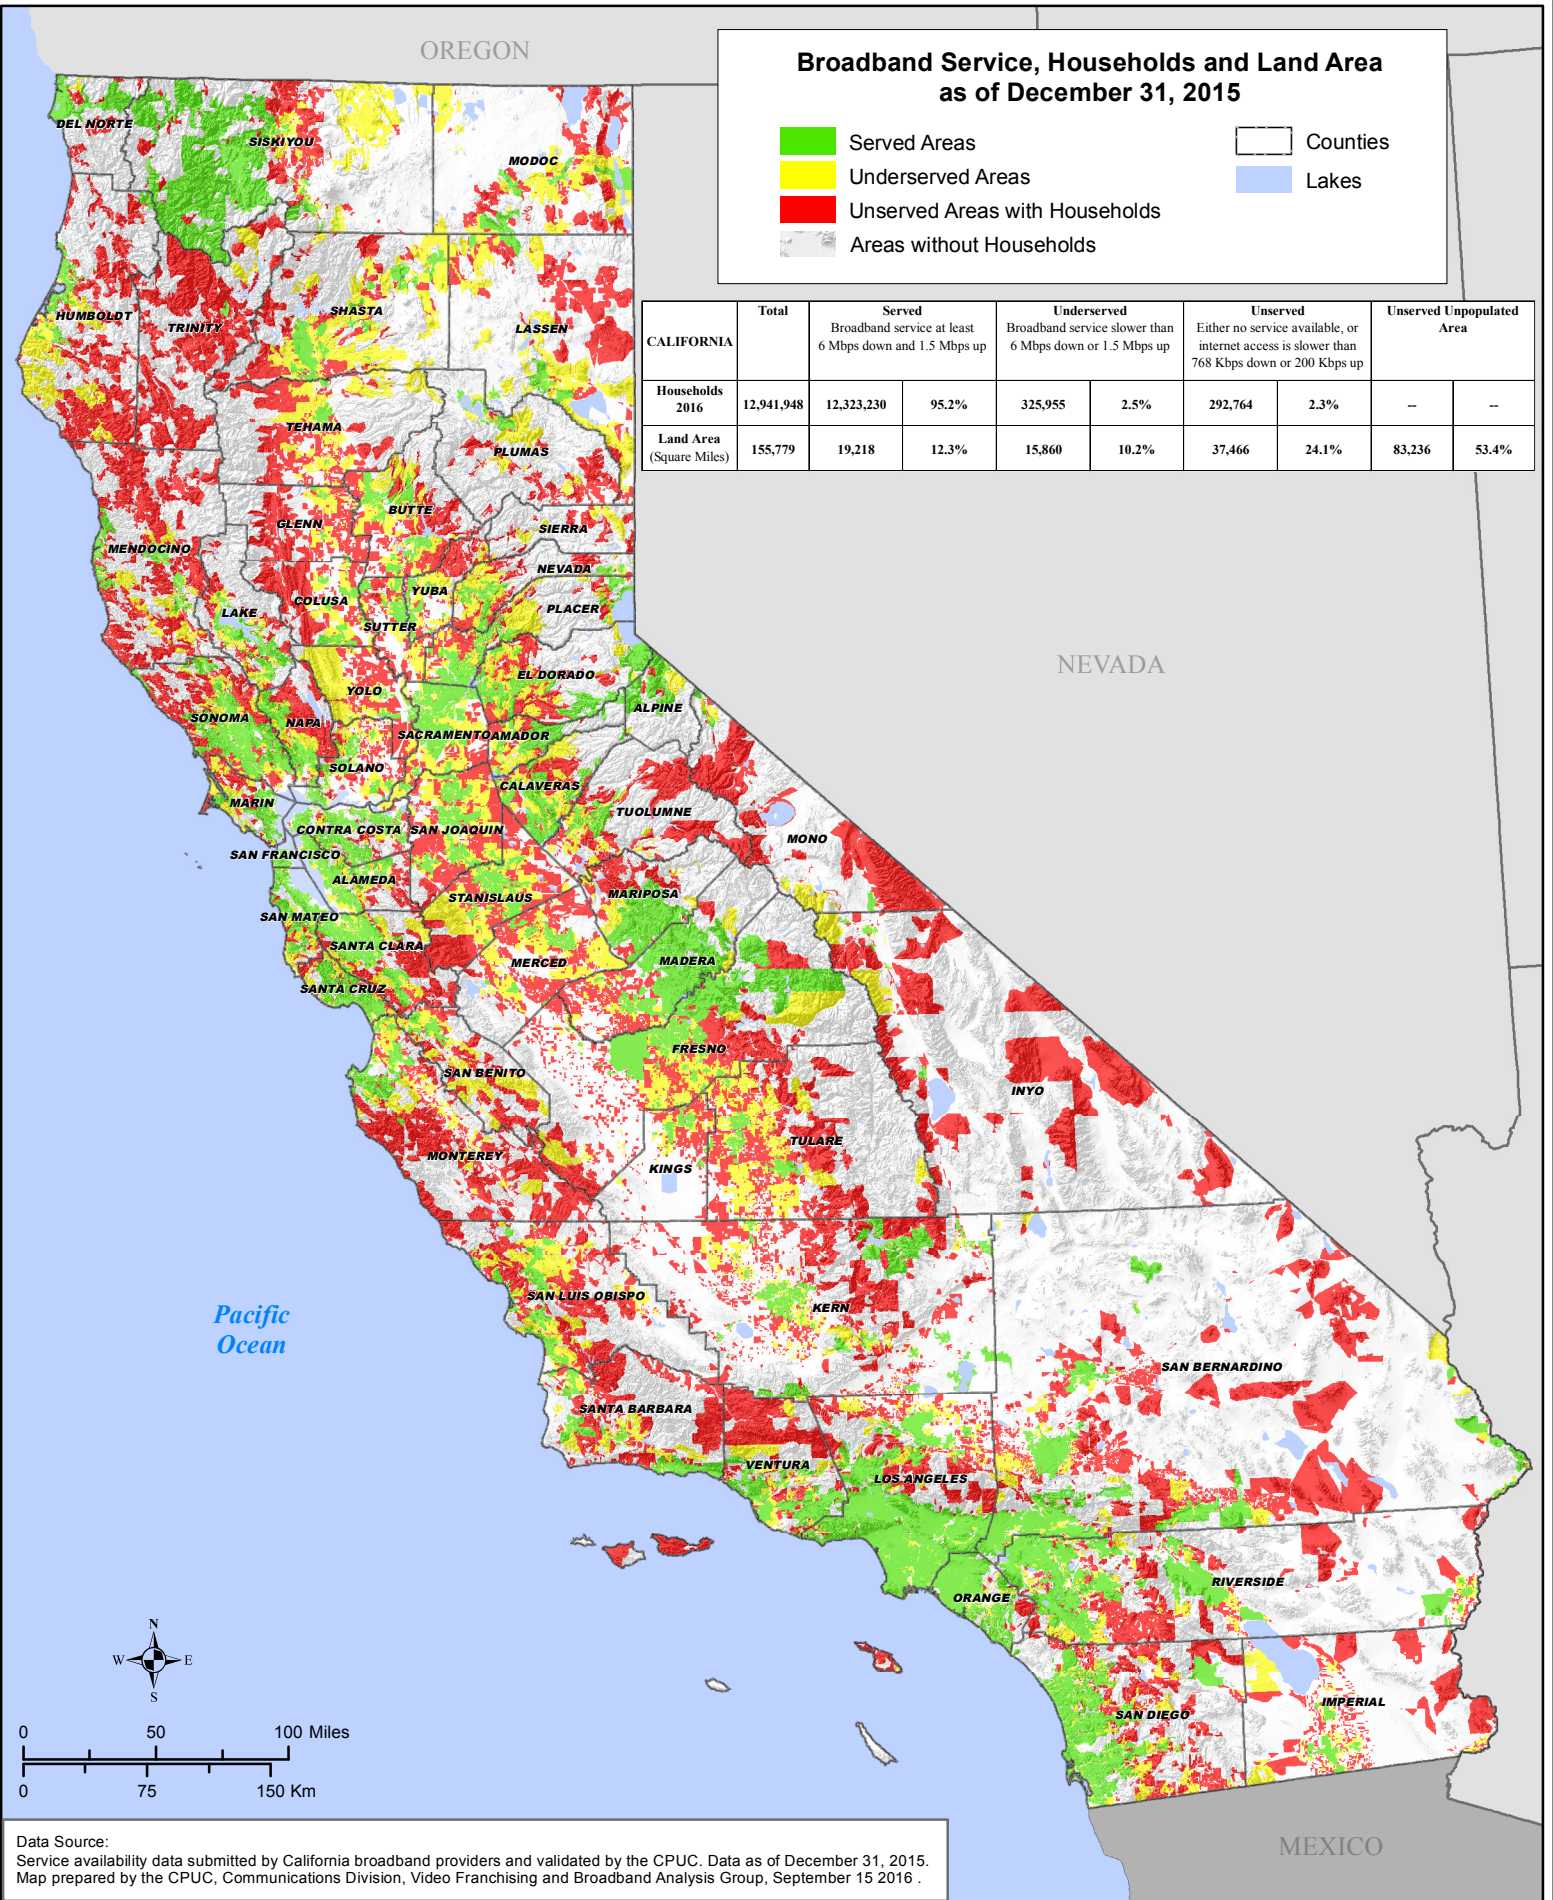 OREGON
Broadband Service, Households and Land Area
as of December 31, 2015
Served Areas
Underserved Areas
Unserved Areas with Households
Areas without Households
Counties
Lakes
CALIFORNIA
Total
Served
Broadband service at least
6 Mbps down and 1.5 Mbps up
Underserved
Broadband service slower than
6 Mbps down or 1.5 Mbps up
Unserved
Either no service available, or
internet access is slower than
768 Kbps down or 200 Kbps up
Unserved Unpopulated
Area
Households
2016
12,941,948 12,323,230 95.2% 325,955 2.5% 292,764 2.3% -- --
Land Area
(Square Miles)
155,779 19,218 12.3% 15,860 10.2% 37,466 24.1% 83,236 53.4%
DEL NORTE
SISKIYOU
MODOC
HUMBOLDT
TRINITY
SHASTA
LASSEN
TEHAMA
PLUMAS
GLENN
BUTTE
SIERRA
MENDOCINO
NEVADA
COLUSA
YUBA
LAKE
SUTTER
PLACER
NEVADA
EL DORADO
YOLO
ALPINE
SONOMA
NAPA
SACRAMENTO
AMADOR
SOLANO
CALAVERAS
MARIN
TUOLUMNE
CONTRA COSTA
SAN JOAQUIN
MONO
SAN FRANCISCO
ALAMEDA
STANISLAUS
MARIPOSA
SAN MATEO
SANTA CLARA
MERCED
MADERA
SANTA CRUZ
FRESNO
SAN BENITO
INYO
MONTEREY
TULARE
KINGS
Pacific
Ocean
SAN LUIS OBISPO
KERN
SAN BERNARDINO
SANTA BARBARA
VENTURA
LOS ANGELES
ORANGE
RIVERSIDE
SAN DIEGO
IMPERIAL
MEXICO
N
W E
S
0 50 100 Miles
0 75 150 Km
Data Source:
Service availability data submitted by California broadband providers and validated by the CPUC. Data as of December 31, 2015.
Map prepared by the CPUC, Communications Division, Video Franchising and Broadband Analysis Group, September 15 2016 .